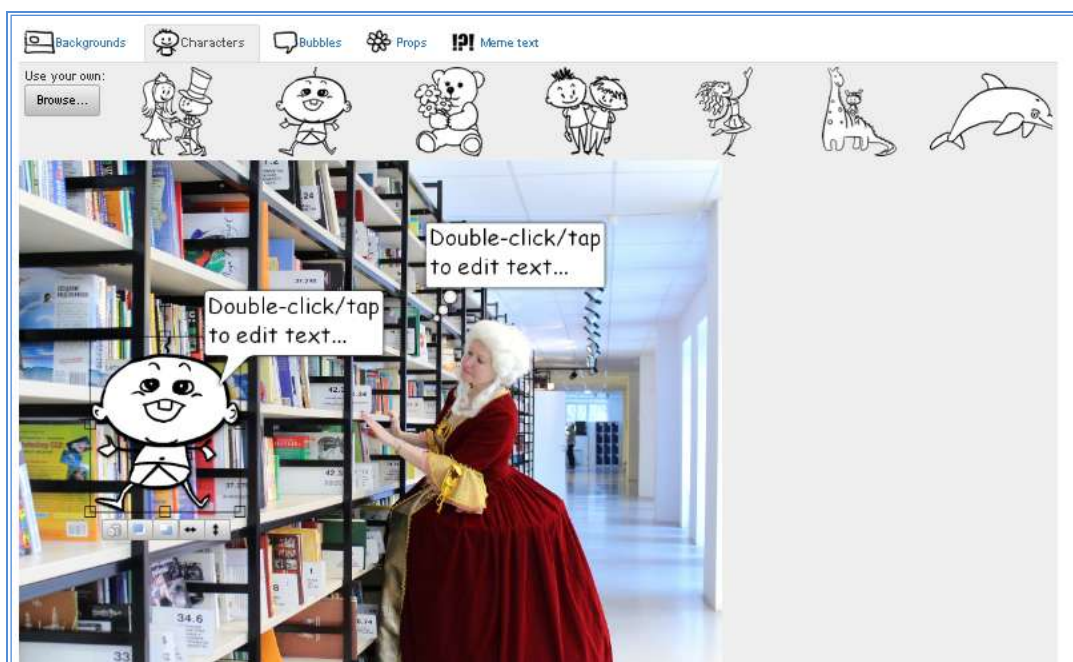 Backgrounds Characters Bubbles Props !?! Meme text
Use your own:
Browse...
Double-click/tap
to edit text...
Double-click/tap
to edit text...
34.6
33